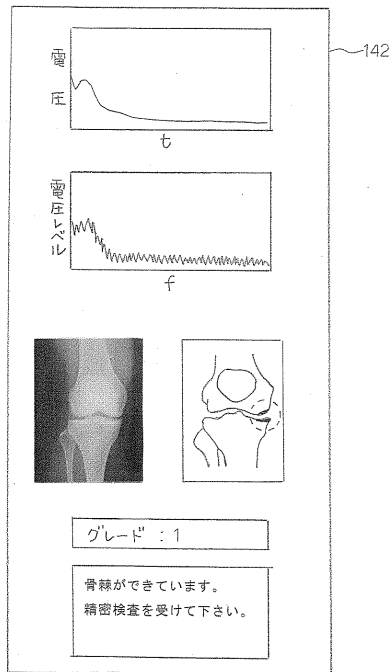 142
電圧
t
電圧レベル
f
グレード : 1
骨棘ができています。
精密検査を受けて下さい。